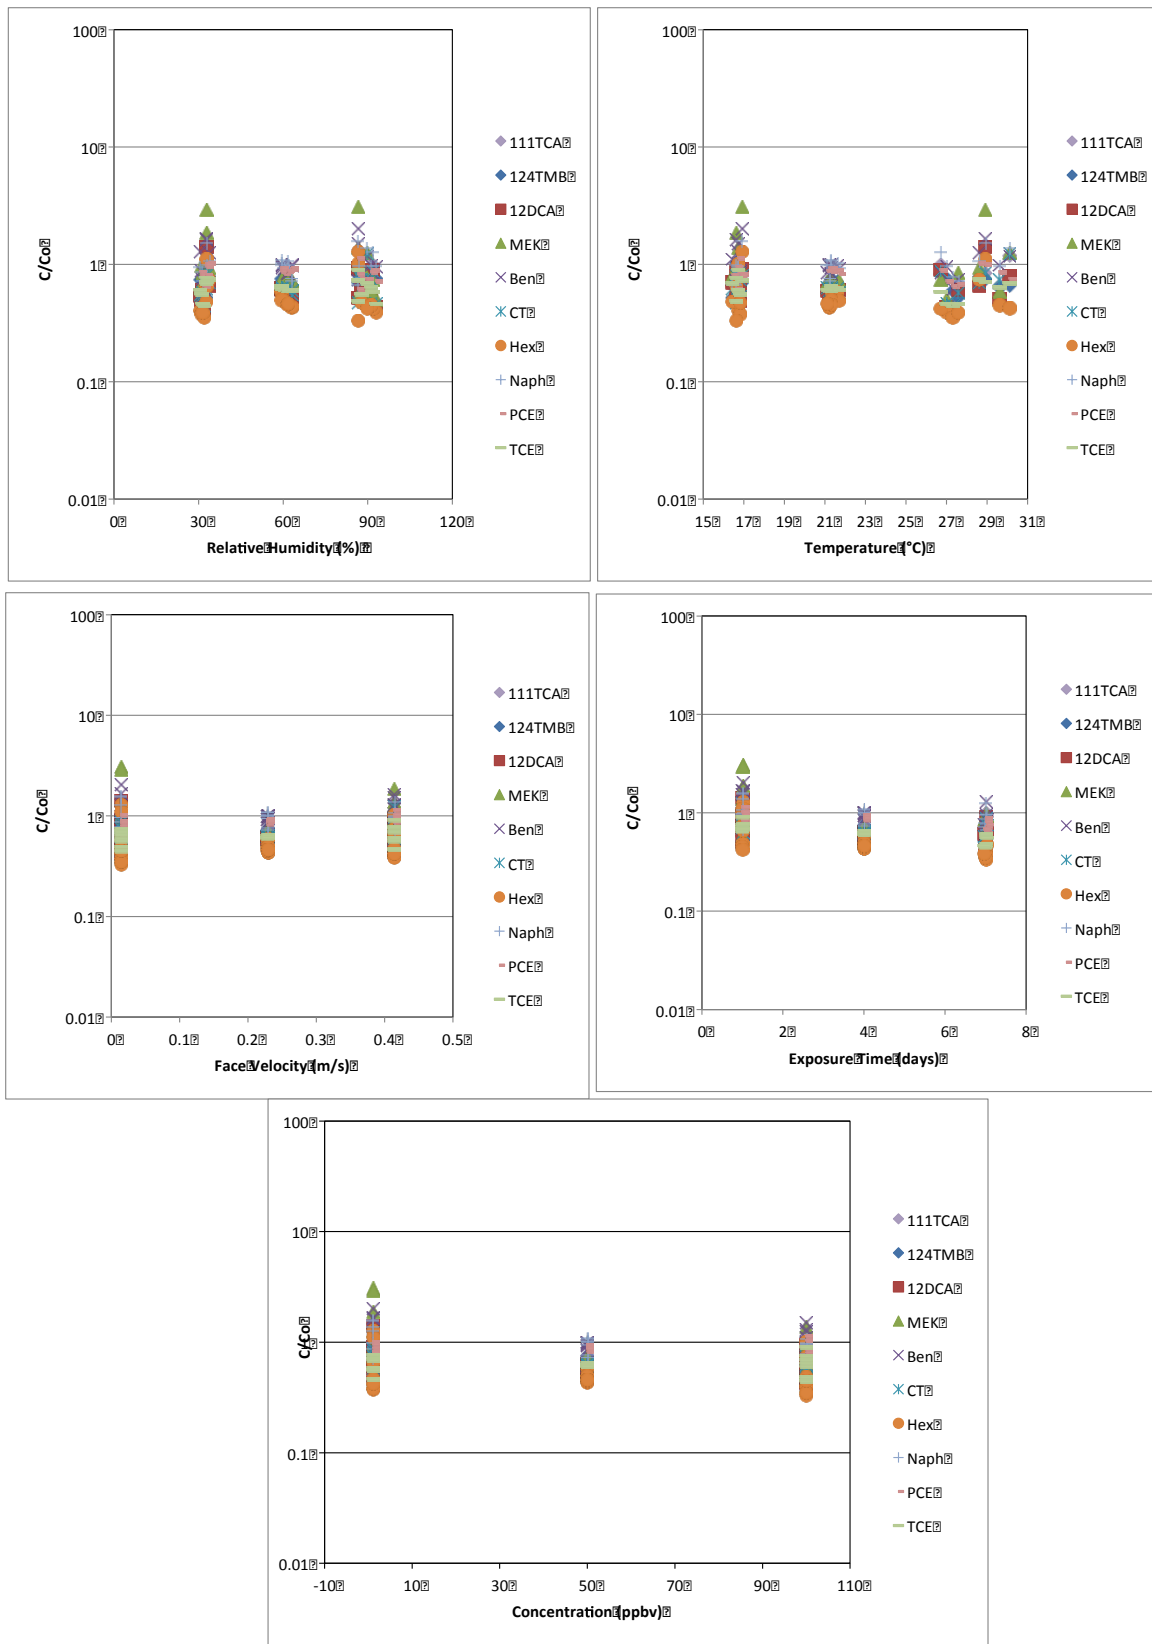 100
10
1
0.1
0.01
C/Co
0 30 60 90 120
Relative Humidity (%)
111TCA
124TMB
12DCA
MEK
Ben
CT
Hex
Naph
PCE
TCE
100
10
1
0.1
0.01
C/Co
15 17 19 21 23 25 27 29 31
Temperature (°C)
111TCA
124TMB
12DCA
MEK
Ben
CT
Hex
Naph
PCE
TCE
100
10
1
0.1
0.01
C/Co
0 0.1 0.2 0.3 0.4 0.5
Face Velocity (m/s)
111TCA
124TMB
12DCA
MEK
Ben
CT
Hex
Naph
PCE
TCE
100
10
1
0.1
0.01
C/Co
0 2 4 6 8
Exposure Time (days)
111TCA
124TMB
12DCA
MEK
Ben
CT
Hex
Naph
PCE
TCE
100
10
1
0.1
0.01
C/Co
-10 10 30 50 70 90 110
Concentration (ppbv)
111TCA
124TMB
12DCA
MEK
Ben
CT
Hex
Naph
PCE
TCE